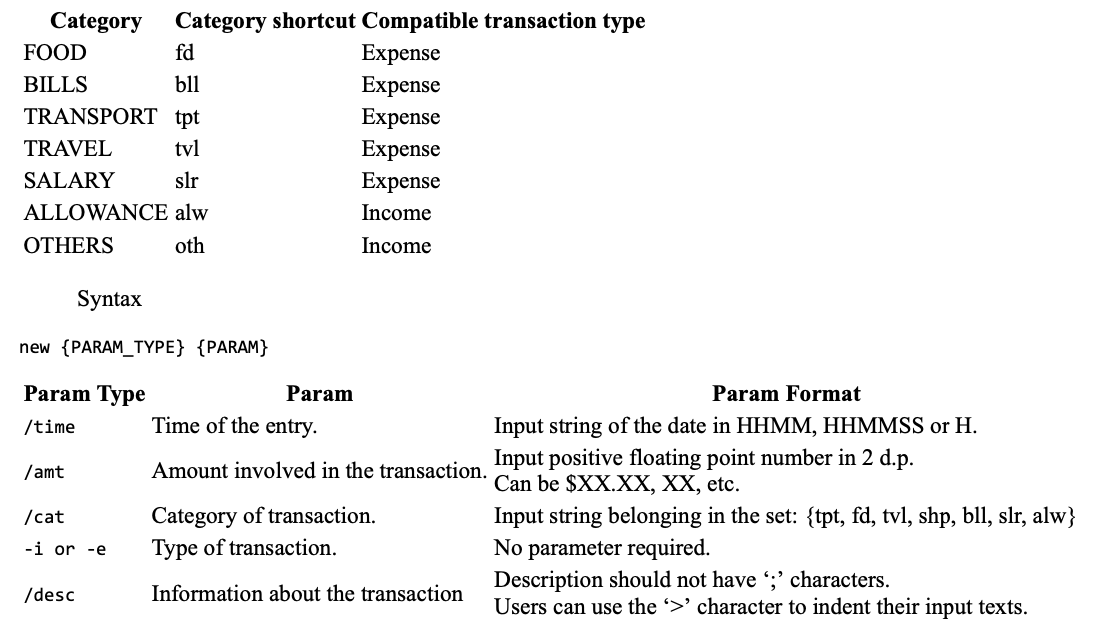 Category Category shortcut Compatible transaction type
FOOD fd Expense
BILLS bll Expense
TRANSPORT tpt Expense
TRAVEL tvl Expense
SALARY slr Expense
ALLOWANCE alw Income
OTHERS oth Income
Syntax
new {PARAM_TYPE} {PARAM}
Param Type Param Param Format
/time Time of the entry. Input string of the date in HHMM, HHMMSS or H.
/amt Amount involved in the transaction. Input positive floating point number in 2 d.p.
Can be $XX.XX, XX, etc.
/cat Category of transaction. Input string belonging in the set: {tpt, fd, tvl, shp, bll, slr, alw}
-i or -e Type of transaction. No parameter required.
/desc Information about the transaction Description should not have ‘;’ characters.
Users can use the ‘>’ character to indent their input texts.